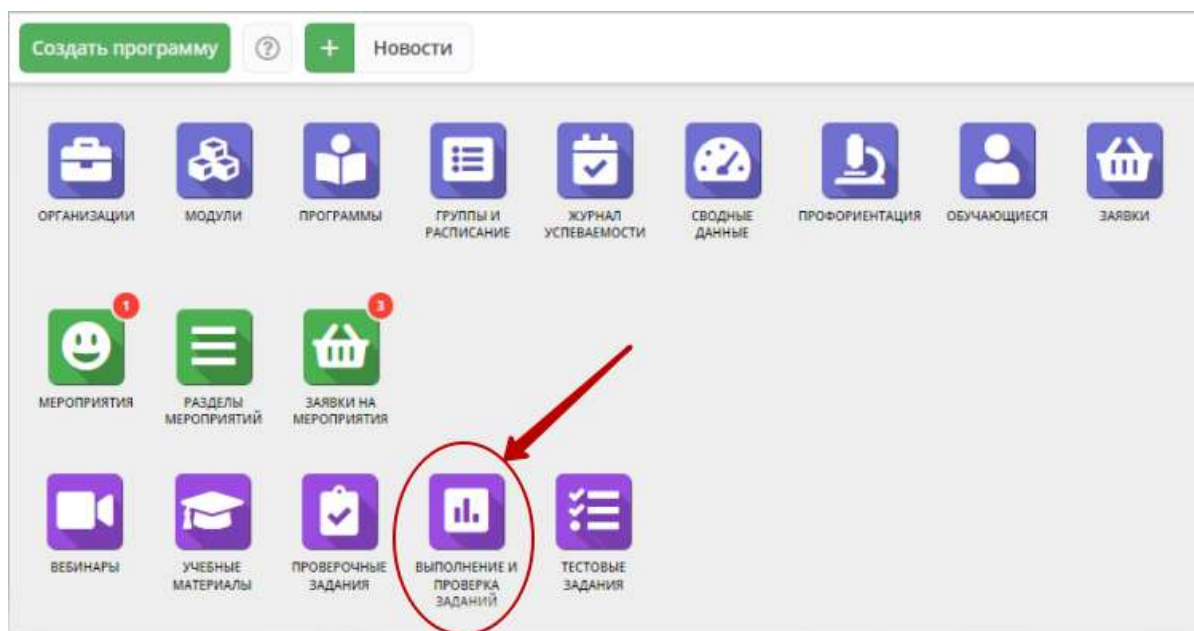 Создать программу ? + Новости
ОРГАНИЗАЦИИ
МОДУЛИ
ПРОГРАММЫ
ГРУППЫ И
РАСПИСАНИЕ
ЖУРНАЛ
УСПЕВАЕМОСТИ
СВОДНЫЕ
ДАННЫЕ
ПРОФОРИЕНТАЦИЯ
ОБУЧАЮЩИЕСЯ
ЗАЯВКИ
1
МЕРОПРИЯТИЯ
РАЗДЕЛЫ
МЕРОПРИЯТИЙ
3
ЗАЯВКИ НА
МЕРОПРИЯТИЯ
ВЕБИНАРЫ
УЧЕБНЫЕ
МАТЕРИАЛЫ
ПРОВЕРОЧНЫЕ
ЗАДАНИЯ
ВЫПОЛНЕНИЕ И
ПРОВЕРКА
ЗАДАНИЙ
ТЕСТОВЫЕ
ЗАДАНИЯ